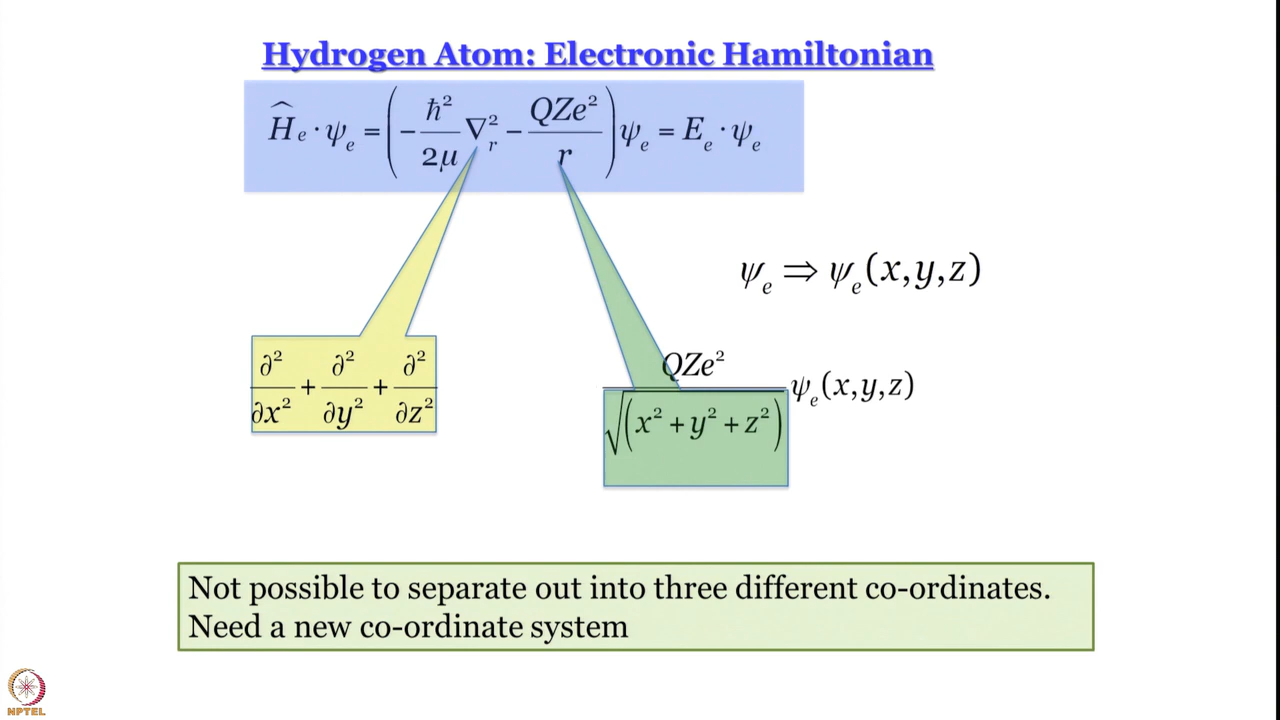 Hydrogen Atom: Electronic Hamiltonian
Ĥₑ · ψₑ = ( − ℏ²/2μ ∇ᵣ² − QZe²/r ) ψₑ = Eₑ · ψₑ
ψₑ ⇒ ψₑ(x,y,z)
∂²/∂x² + ∂²/∂y² + ∂²/∂z²
QZe²/√(x² + y² + z²) ψₑ(x,y,z)
Not possible to separate out into three different co-ordinates.
Need a new co-ordinate system
NPTEL